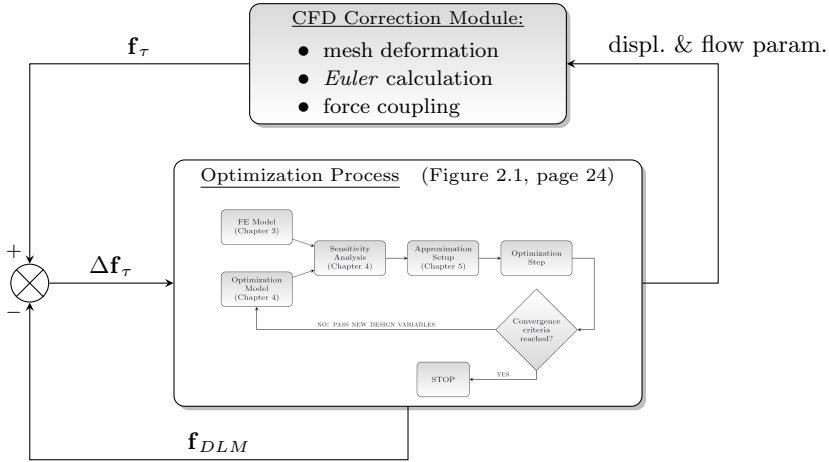 CFD Correction Module:
• mesh deformation
• Euler calculation
• force coupling
f_τ
displ. & flow param.
Optimization Process (Figure 2.1, page 24)
FE Model
(Chapter 3)
Sensitivity
Analysis
(Chapter 4)
Approximation
Setup
(Chapter 5)
Optimization
Step
Optimization
Model
(Chapter 4)
+
Δf_τ
−
NO: PASS NEW DESIGN VARIABLES
Convergence
criteria
reached?
STOP
YES
f_DLM